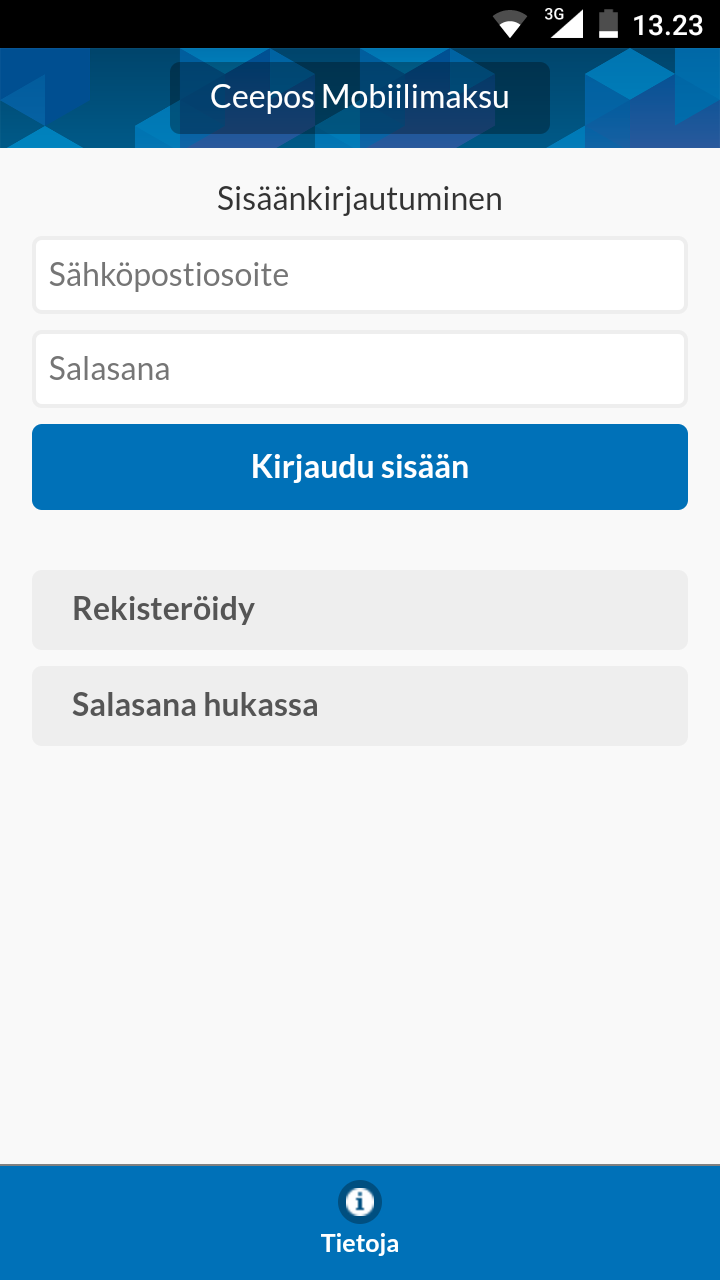 3G 13.23
Ceepos Mobiilimaksu
Sisäänkirjautuminen
Sähköpostiosoite
Salasana
Kirjaudu sisään
Rekisteröidy
Salasana hukassa
Tietoja